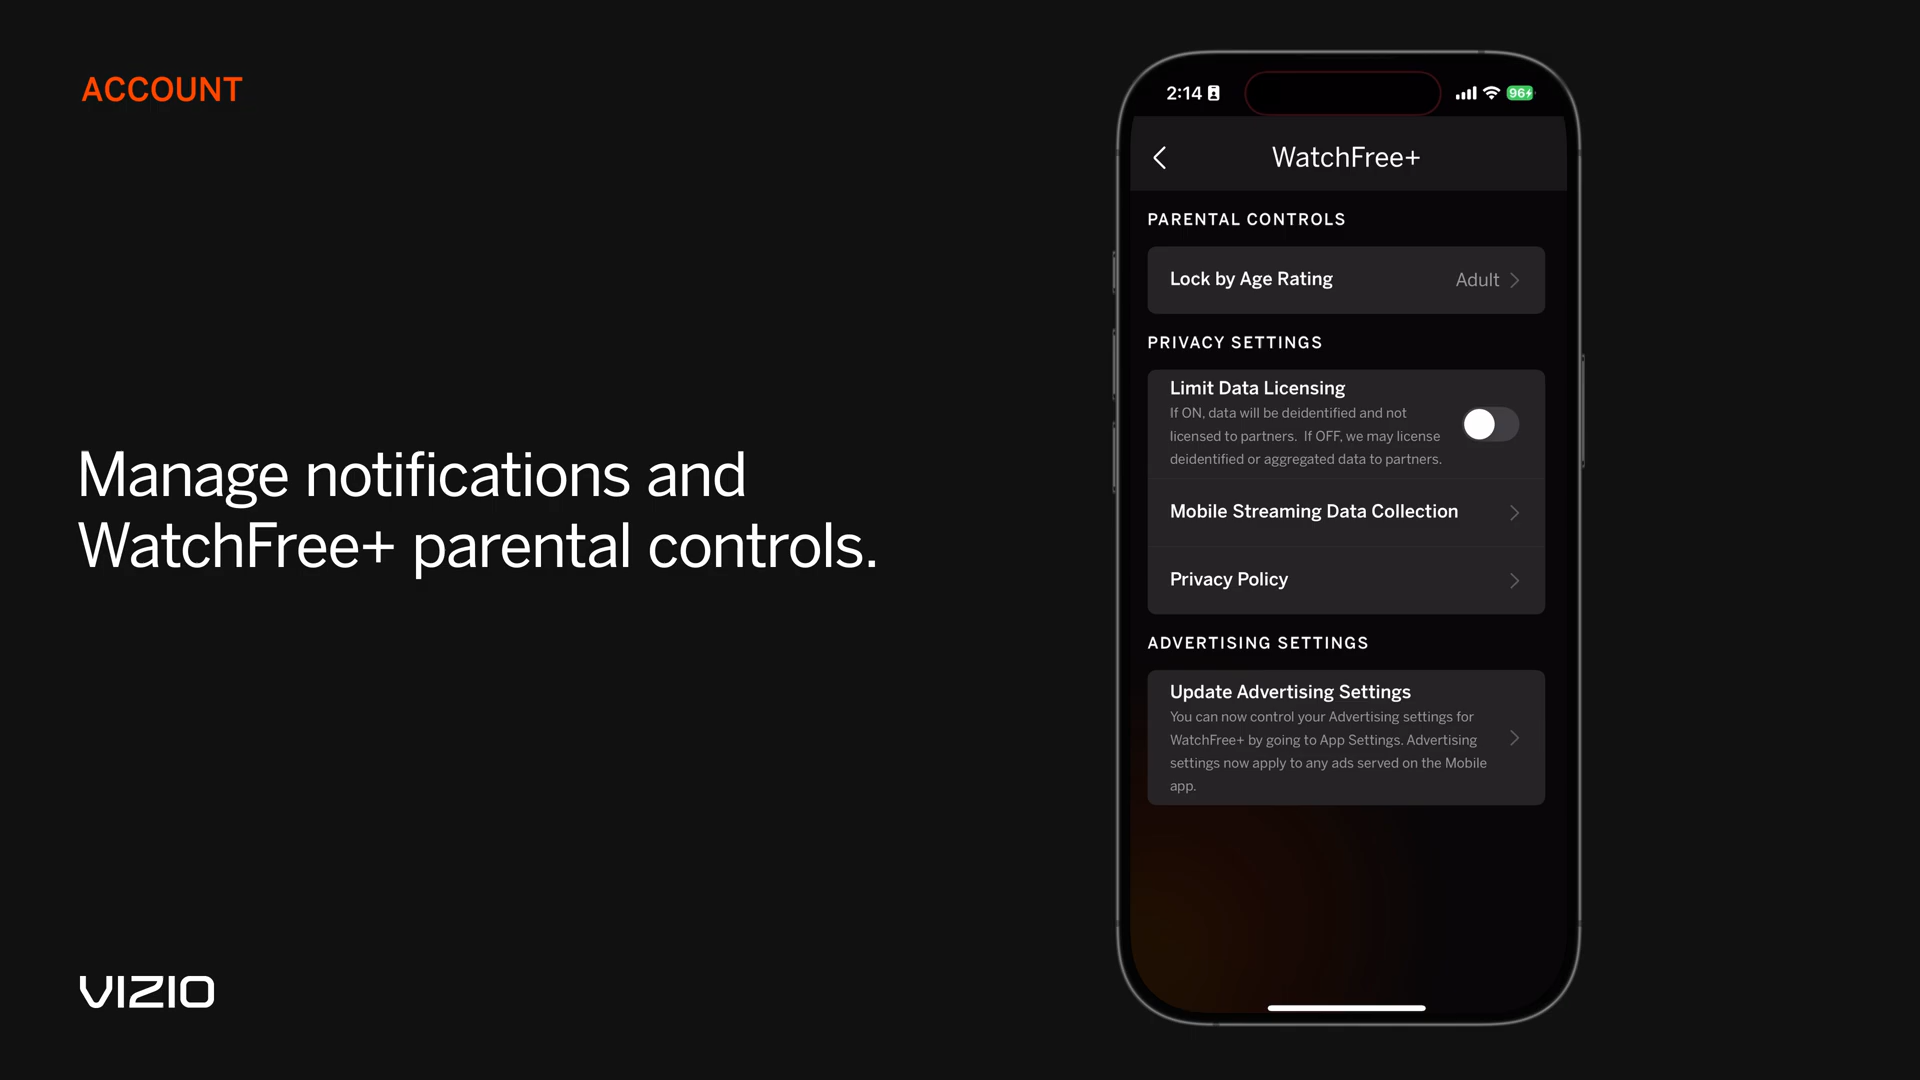 ACCOUNT
Manage notifications and
WatchFree+ parental controls.
VIZIO
2:14
96
WatchFree+
PARENTAL CONTROLS
Lock by Age Rating
Adult
PRIVACY SETTINGS
Limit Data Licensing
If ON, data will be deidentified and not
licensed to partners.  If OFF, we may license
deidentified or aggregated data to partners.
Mobile Streaming Data Collection
Privacy Policy
ADVERTISING SETTINGS
Update Advertising Settings
You can now control your Advertising settings for
WatchFree+ by going to App Settings. Advertising
settings now apply to any ads served on the Mobile
app.